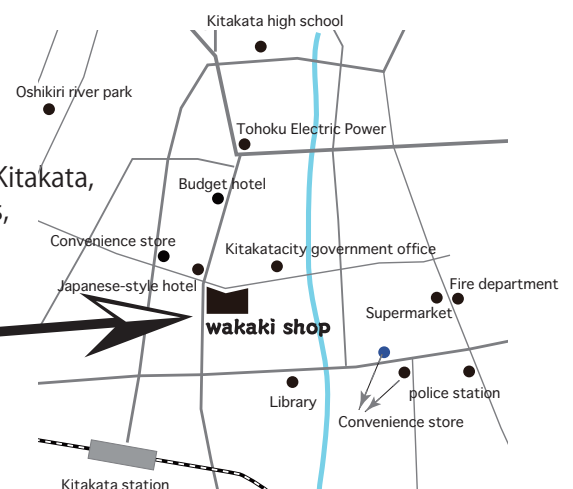 Kitakata high school
Oshikiri river park
Tohoku Electric Power
Kitakata,
Budget hotel
s,
Convenience store
Kitakatacity government office
Japanese-style hotel
Fire department
Supermarket
wakaki shop
police station
Library
Convenience store
Kitakata station